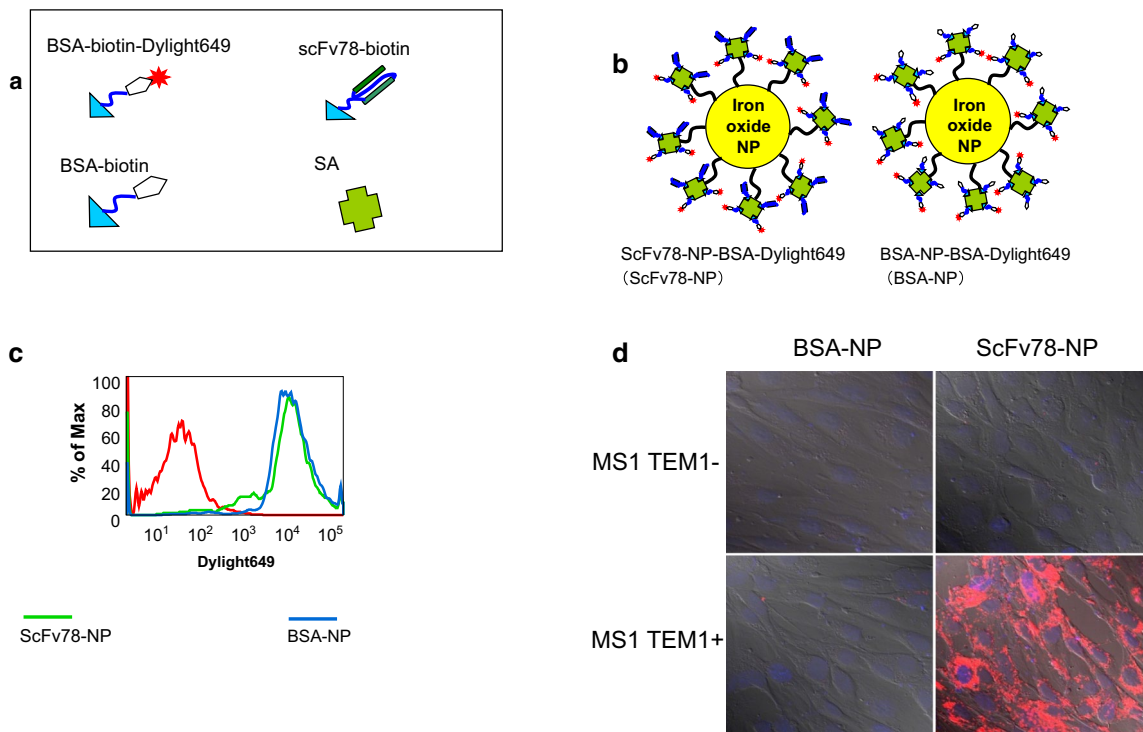 a
BSA-biotin-Dylight649
scFv78-biotin
BSA-biotin
SA
b
Iron
oxide
NP
Iron
oxide
NP
ScFv78-NP-BSA-Dylight649
（ScFv78-NP）
BSA-NP-BSA-Dylight649
（BSA-NP）
c
% of Max
100
80
60
40
20
0
10¹ 10² 10³ 10⁴ 10⁵
Dylight649
ScFv78-NP
BSA-NP
d
BSA-NP
ScFv78-NP
MS1 TEM1-
MS1 TEM1+